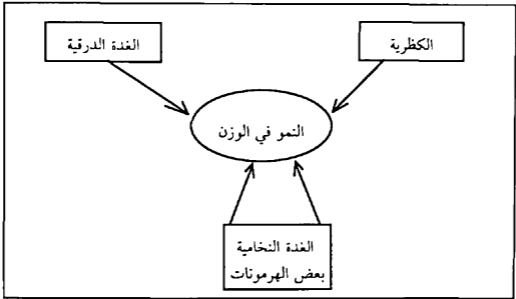 الكظرية
الغدة الدرقية
النمو في الوزن
الغدة النخامية
بعض الهرمونات